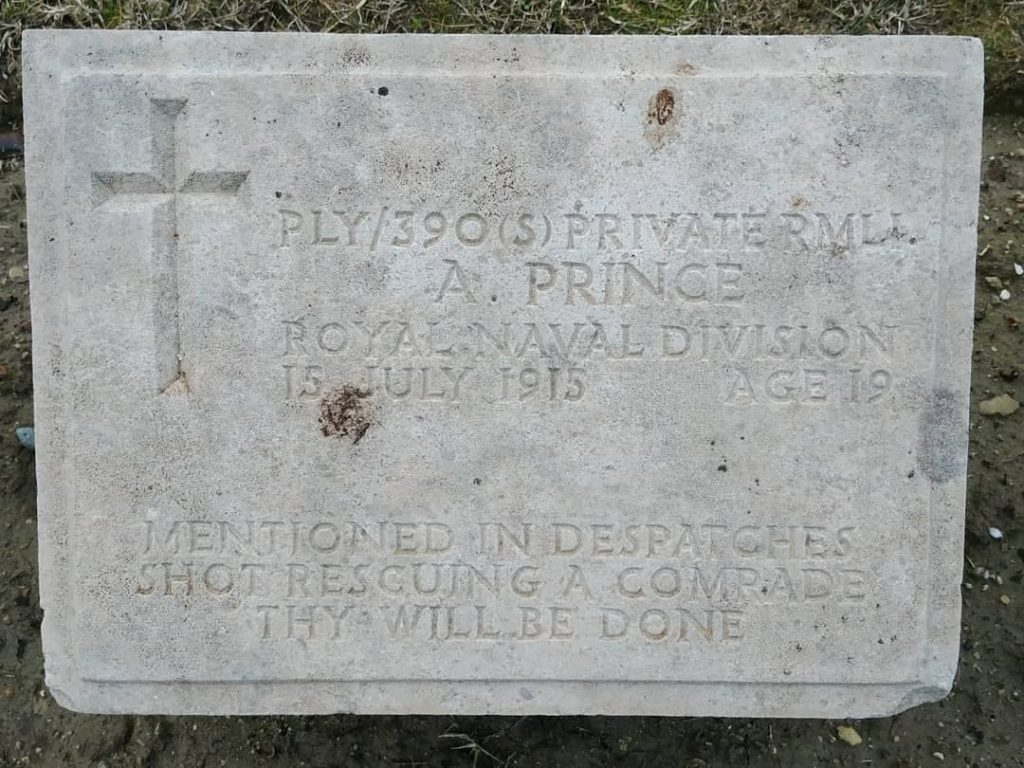 PLY/390(S) PRIVATE RMLI.
A. PRINCE
ROYAL NAVAL DIVISION
15 JULY 1915 AGE 19
MENTIONED IN DESPATCHES
SHOT RESCUING A COMRADE
THY WILL BE DONE